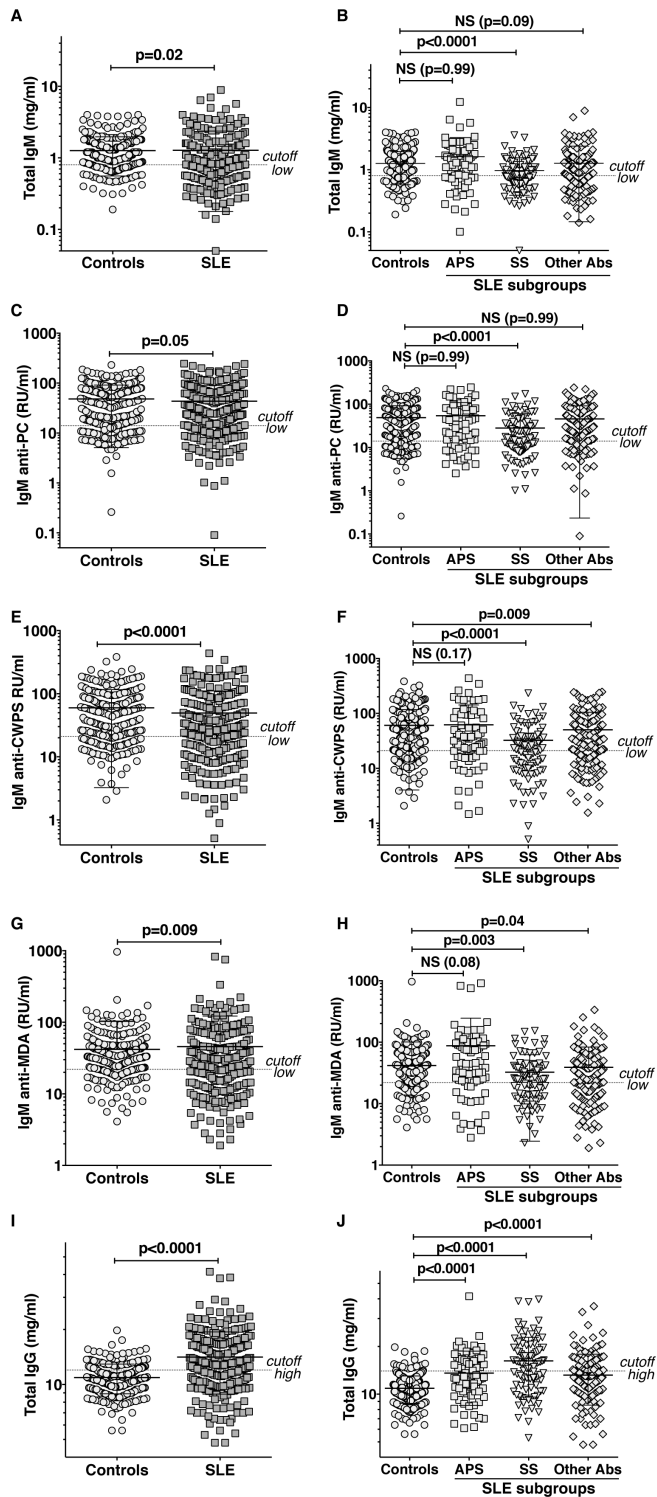 A
p=0.02
Total IgM (mg/ml)
10
1
0.1
cutoff
low
Controls SLE
B
NS (p=0.09)
p<0.0001
NS (p=0.99)
Total IgM (mg/ml)
10
1
0.1
cutoff
low
Controls APS SS Other Abs
SLE subgroups
C
p=0.05
IgM anti-PC (RU/ml)
1000
100
10
1
0.1
cutoff
low
Controls SLE
D
NS (p=0.99)
p<0.0001
NS (p=0.99)
IgM anti-PC (RU/ml)
1000
100
10
1
0.1
cutoff
low
Controls APS SS Other Abs
SLE subgroups
E
p<0.0001
IgM anti-CWPS RU/ml
1000
100
10
1
cutoff
low
Controls SLE
F
p=0.009
p<0.0001
NS (0.17)
IgM anti-CWPS (RU/ml)
1000
100
10
1
cutoff
low
Controls APS SS Other Abs
SLE subgroups
G
p=0.009
IgM anti-MDA (RU/ml)
1000
100
10
1
cutoff
low
Controls SLE
H
p=0.04
p=0.003
NS (0.08)
IgM anti-MDA (RU/ml)
1000
100
10
1
cutoff
low
Controls APS SS Other Abs
SLE subgroups
I
p<0.0001
Total IgG (mg/ml)
10
cutoff
high
Controls SLE
J
p<0.0001
p<0.0001
p<0.0001
Total IgG (mg/ml)
10
cutoff
high
Controls APS SS Other Abs
SLE subgroups